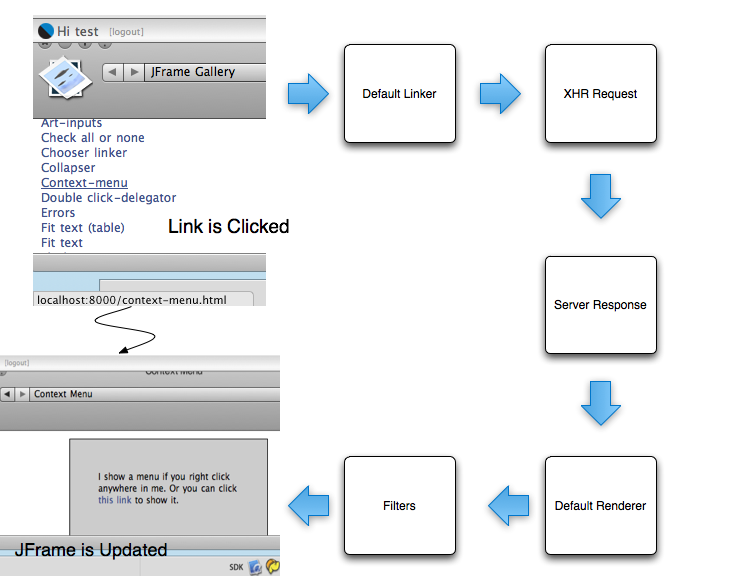 Hi test [logout]
JFrame Gallery
Art-inputs
Check all or none
Chooser linker
Collapser
Context-menu
Double click-delegator
Errors
Fit text (table)
Fit text
Link is Clicked
localhost:8000/context-menu.html
Default Linker
XHR Request
Server Response
Default Renderer
Filters
[logout]
Context Menu
Context Menu
I show a menu if you right click
anywhere in me. Or you can click
this link to show it.
JFrame is Updated
SDK